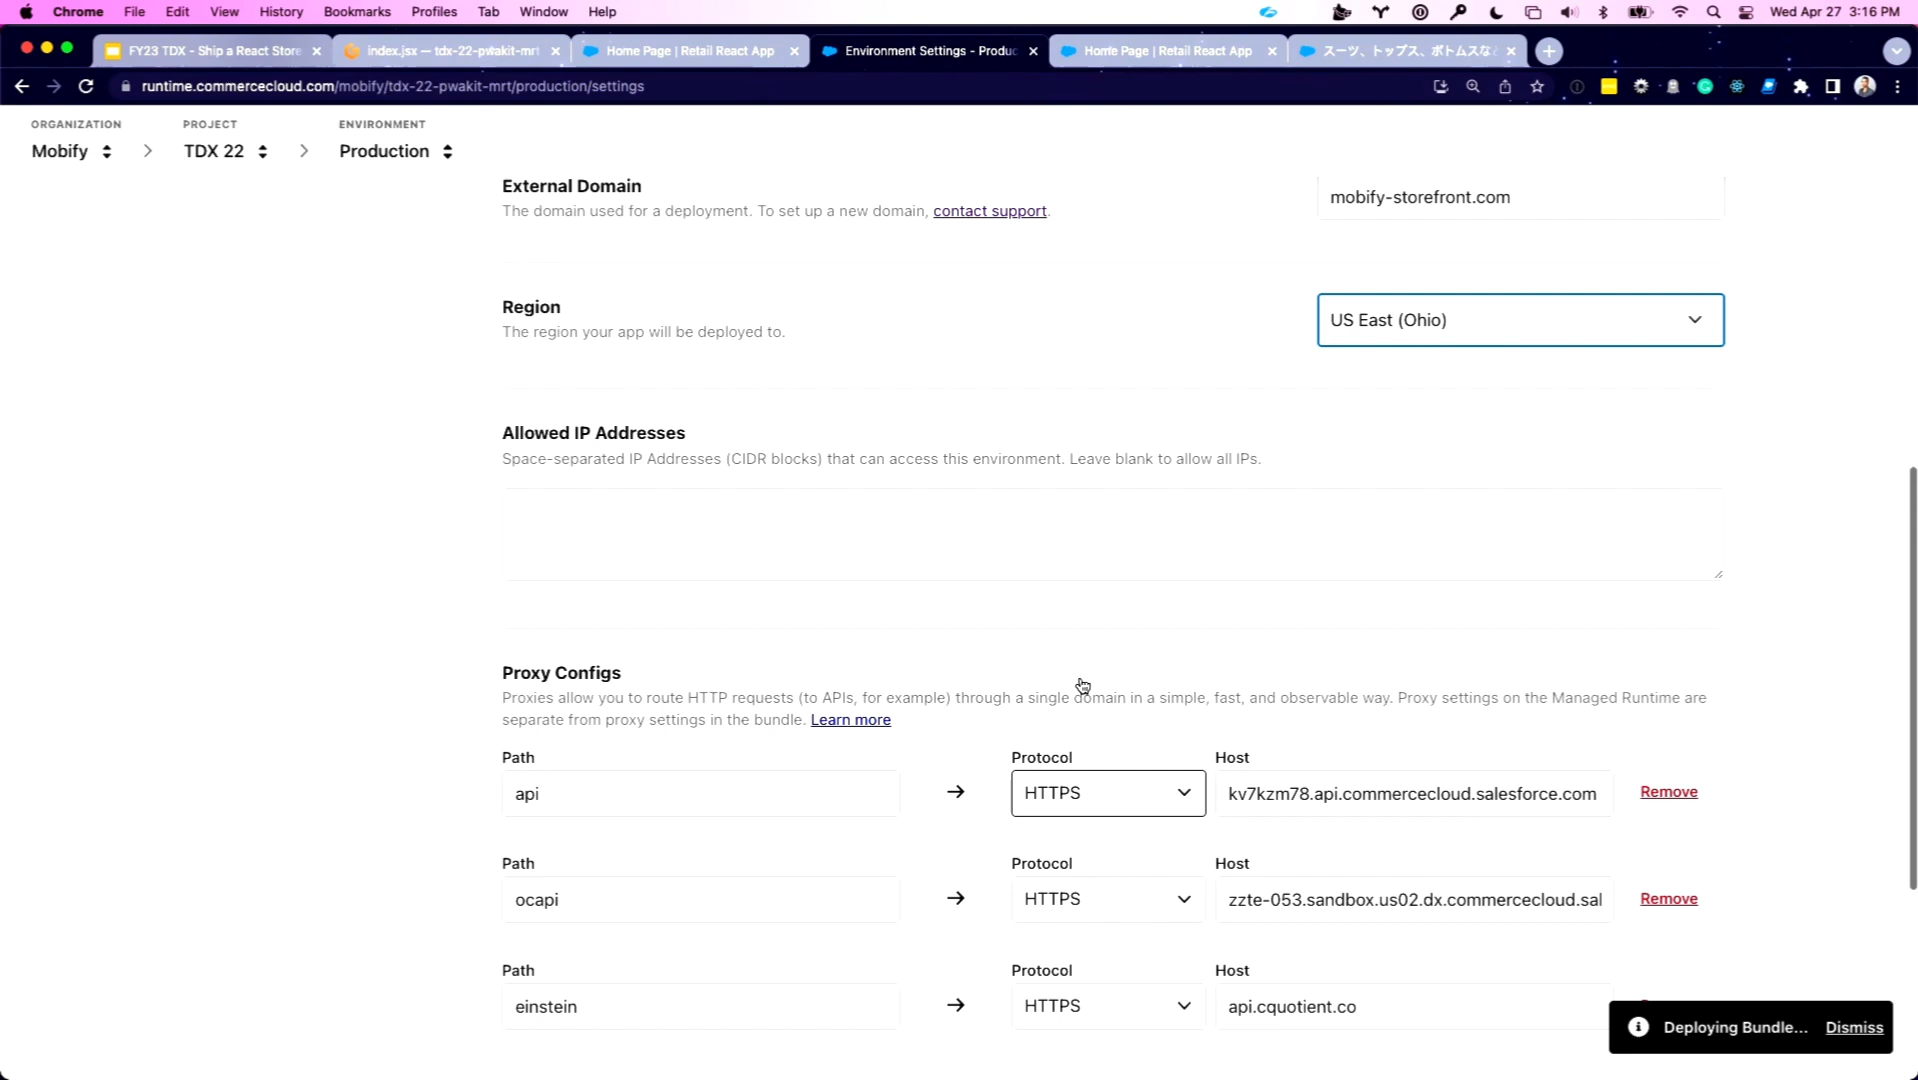 Chrome File Edit View History Bookmarks Profiles Tab Window Help Wed Apr 27 3:16 PM
FY23 TDX - Ship a React Store index.jsx — tdx-22-pwakit-mrt Home Page | Retail React App Environment Settings - Produc Home Page | Retail React App スーツ、トップス、ボトムスな
runtime.commercecloud.com/mobify/tdx-22-pwakit-mrt/production/settings
ORGANIZATION PROJECT ENVIRONMENT
Mobify TDX 22 Production
External Domain
The domain used for a deployment. To set up a new domain, contact support.
mobify-storefront.com
Region
The region your app will be deployed to.
US East (Ohio)
Allowed IP Addresses
Space-separated IP Addresses (CIDR blocks) that can access this environment. Leave blank to allow all IPs.
Proxy Configs
Proxies allow you to route HTTP requests (to APIs, for example) through a single domain in a simple, fast, and observable way. Proxy settings on the Managed Runtime are
separate from proxy settings in the bundle. Learn more
Path Protocol Host
api → HTTPS kv7kzm78.api.commercecloud.salesforce.com Remove
Path Protocol Host
ocapi → HTTPS zzte-053.sandbox.us02.dx.commercecloud.sal Remove
Path Protocol Host
einstein → HTTPS api.cquotient.co
Deploying Bundle... Dismiss